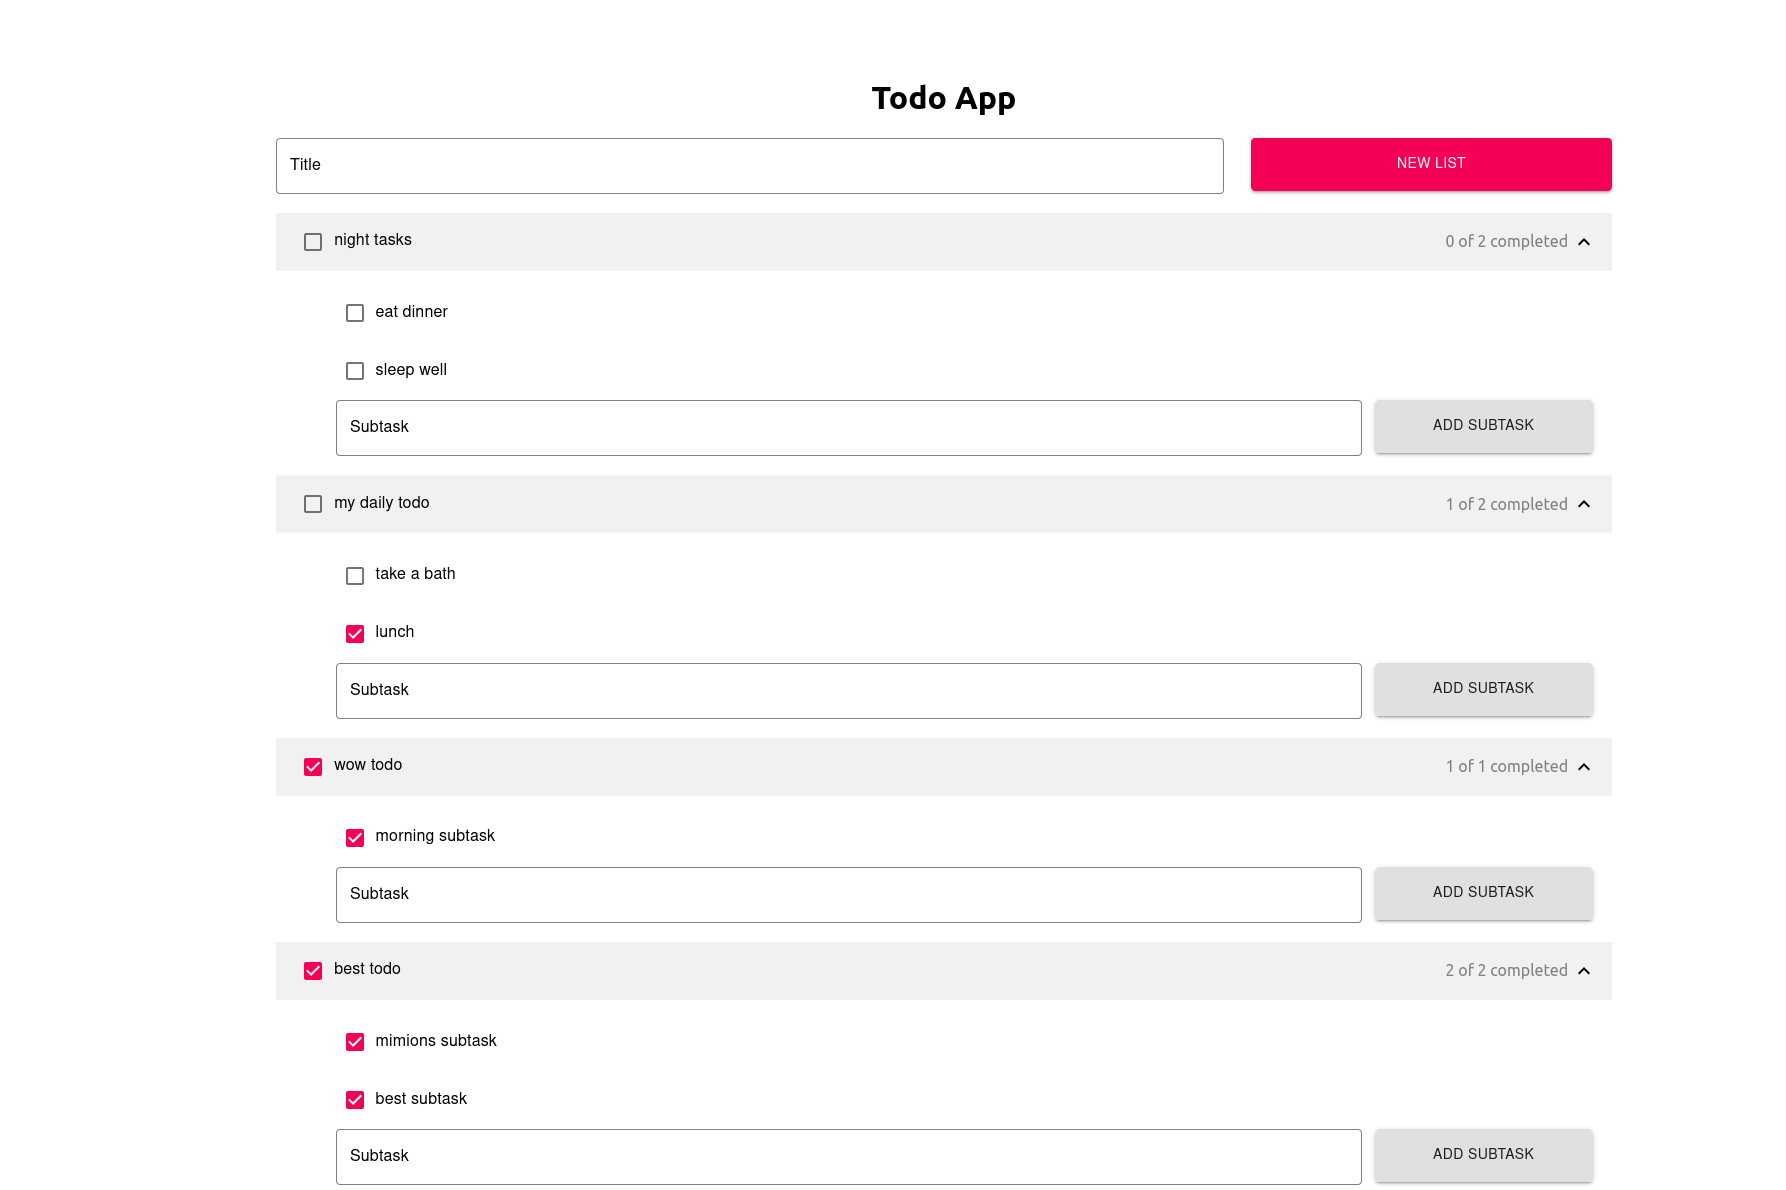 Todo App
Title
NEW LIST
night tasks
0 of 2 completed
eat dinner
sleep well
Subtask
ADD SUBTASK
my daily todo
1 of 2 completed
take a bath
lunch
Subtask
ADD SUBTASK
wow todo
1 of 1 completed
morning subtask
Subtask
ADD SUBTASK
best todo
2 of 2 completed
mimions subtask
best subtask
Subtask
ADD SUBTASK